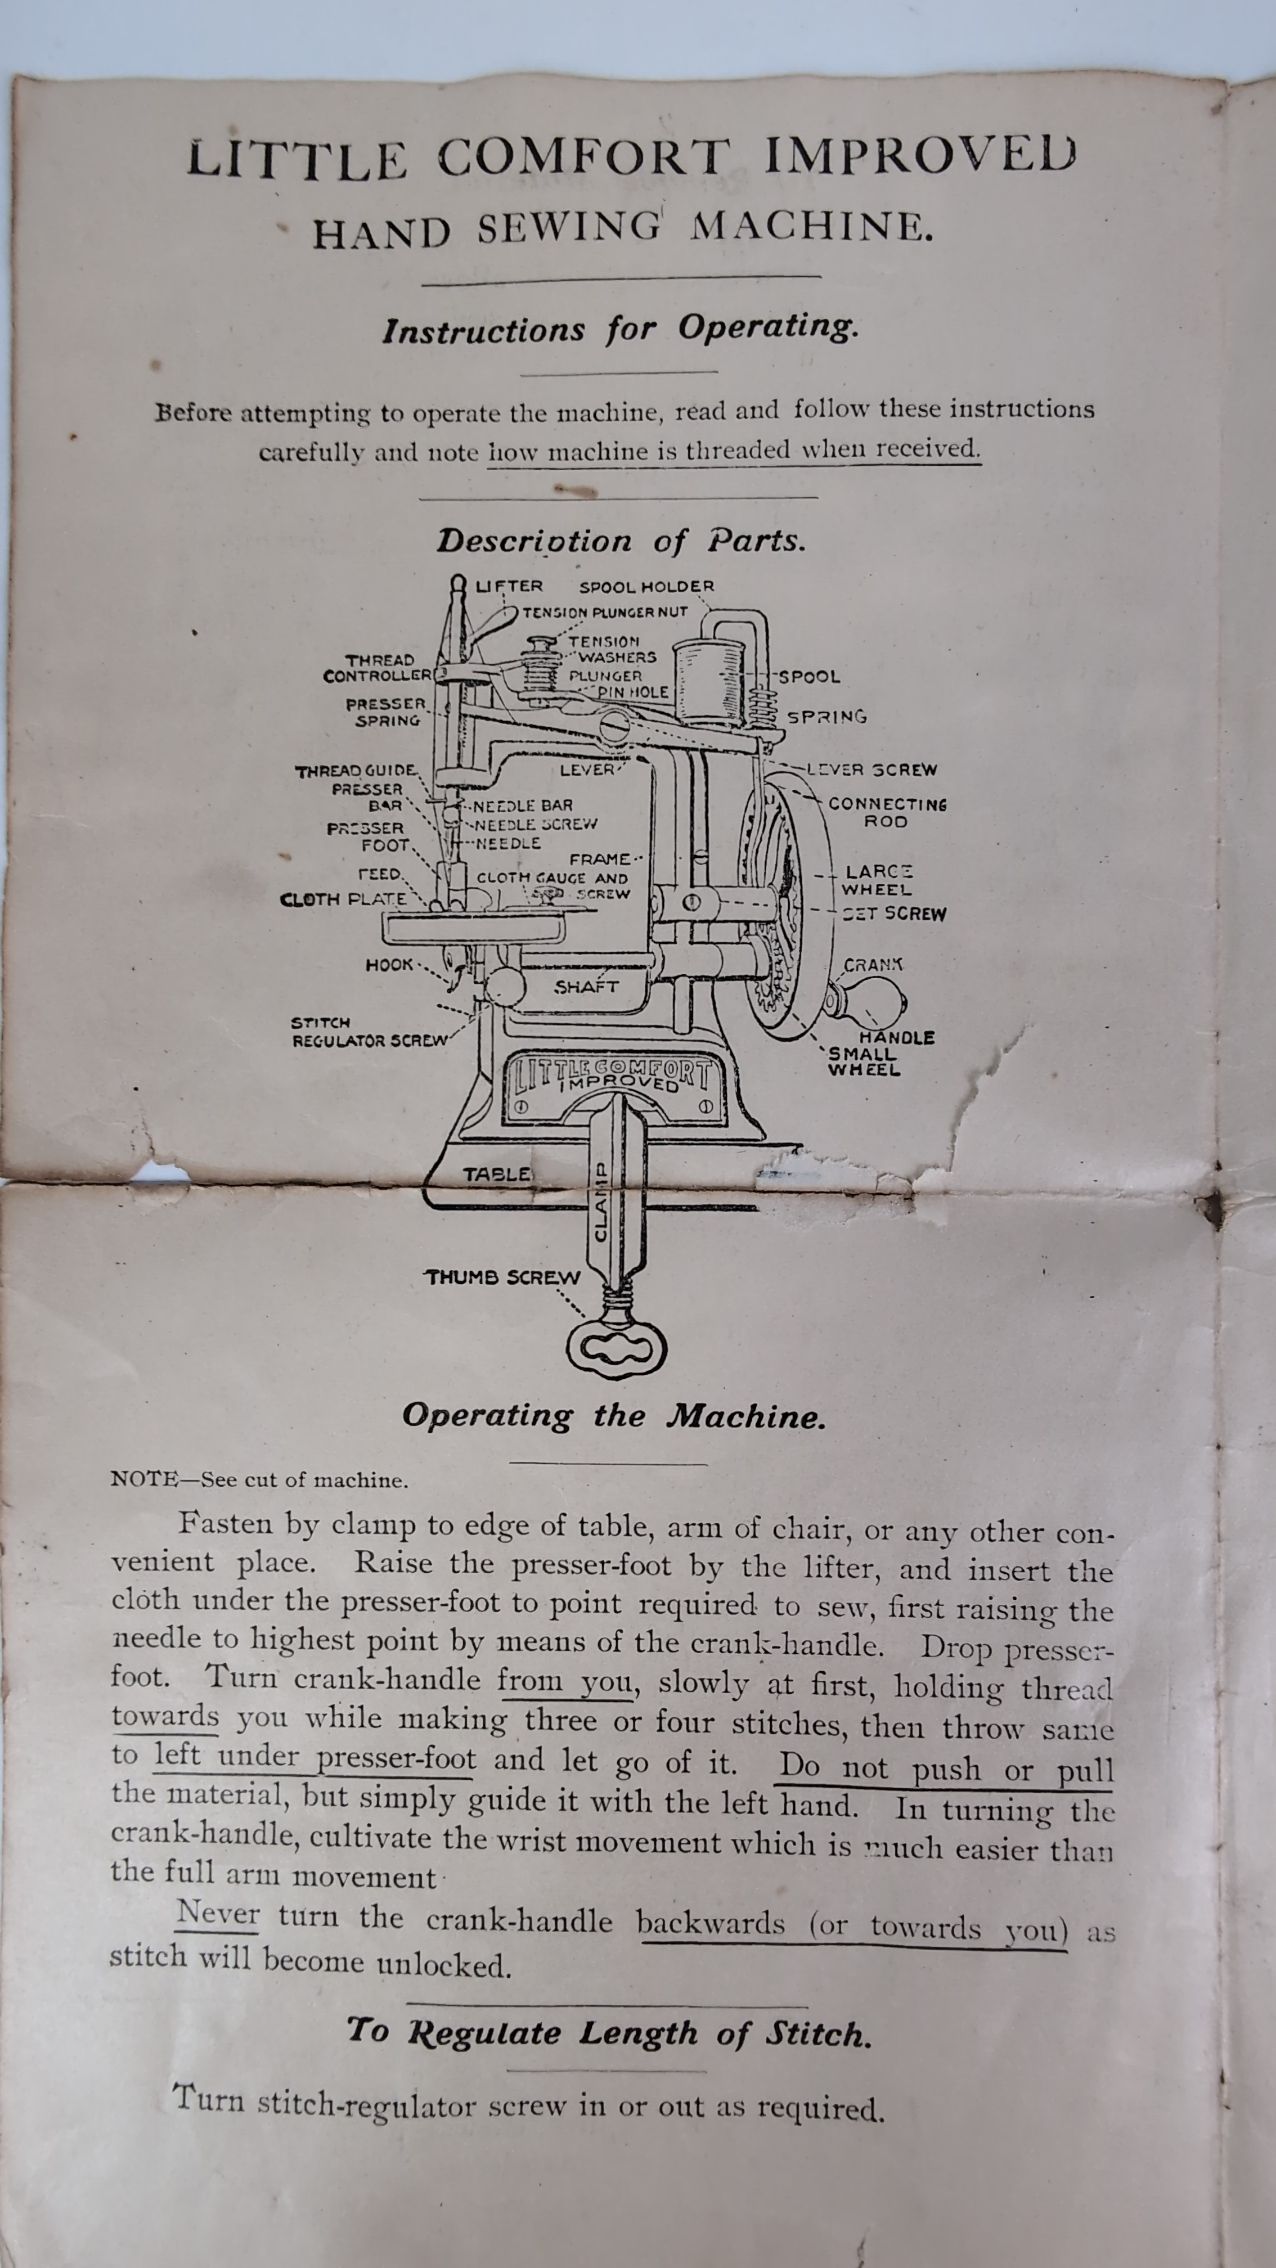 LITTLE COMFORT IMPROVED
HAND SEWING MACHINE.
Instructions for Operating.
Before attempting to operate the machine, read and follow these instructions
carefully and note how machine is threaded when received.
Description of Parts.
LIFTER
SPOOL HOLDER
TENSION PLUNGER NUT
TENSION
WASHERS
THREAD
CONTROLLER
PLUNGER
PIN HOLE
SPOOL
PRESSER
SPRING
SPRING
THREAD GUIDE
LEVER
LEVER SCREW
PRESSER
BAR
NEEDLE BAR
CONNECTING
ROD
NEEDLE SCREW
PRESSER
FOOT
NEEDLE
FRAME
FEED
CLOTH GAUGE AND
SCREW
LARGE
WHEEL
CLOTH PLATE
SET SCREW
HOOK
SHAFT
CRANK
STITCH
REGULATOR SCREW
HANDLE
SMALL
WHEEL
LITTLE COMFORT
IMPROVED
TABLE
CLAMP
THUMB SCREW
Operating the Machine.
NOTE—See cut of machine.
Fasten by clamp to edge of table, arm of chair, or any other con-
venient place. Raise the presser-foot by the lifter, and insert the
cloth under the presser-foot to point required to sew, first raising the
needle to highest point by means of the crank-handle. Drop presser-
foot. Turn crank-handle from you, slowly at first, holding thread
towards you while making three or four stitches, then throw same
to left under presser-foot and let go of it. Do not push or pull
the material, but simply guide it with the left hand. In turning the
crank-handle, cultivate the wrist movement which is much easier than
the full arm movement
Never turn the crank-handle backwards (or towards you) as
stitch will become unlocked.
To Regulate Length of Stitch.
Turn stitch-regulator screw in or out as required.